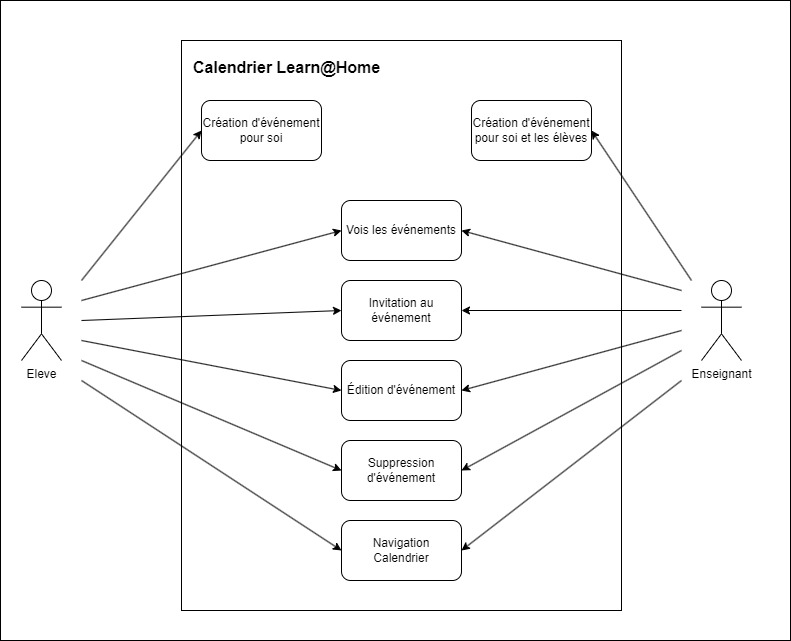 Calendrier Learn@Home
Création d'événement
pour soi
Création d'événement
pour soi et les élèves
Vois les événements
Invitation au
événement
Édition d'événement
Eleve
Enseignant
Suppression
d'événement
Navigation
Calendrier